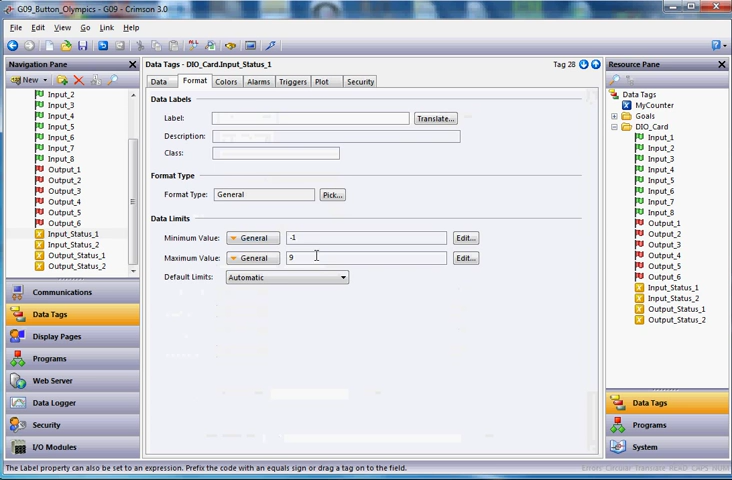 G09_Button_Olympics - G09 - Crimson 3.0
File Edit View Go Link Help
Navigation Pane
New
Input_2
Input_3
Input_4
Input_5
Input_6
Input_7
Input_8
Output_1
Output_2
Output_3
Output_4
Output_5
Output_6
Input_Status_1
Input_Status_2
Output_Status_1
Output_Status_2
Communications
Data Tags
Display Pages
Programs
Web Server
Data Logger
Security
I/O Modules
Data Tags - DIO_Card.Input_Status_1
Tag 28
Data Format Colors Alarms Triggers Plot Security
Data Labels
Label:
Translate...
Description:
Class:
Format Type
Format Type: General Pick...
Data Limits
Minimum Value: General -1 Edit...
Maximum Value: General 9 Edit...
Default Limits: Automatic
Resource Pane
Data Tags
MyCounter
Goals
DIO_Card
Input_1
Input_2
Input_3
Input_4
Input_5
Input_6
Input_7
Input_8
Output_1
Output_2
Output_3
Output_4
Output_5
Output_6
Input_Status_1
Input_Status_2
Output_Status_1
Output_Status_2
Data Tags
Programs
System
The Label property can also be set to an expression. Prefix the code with an equals sign or drag a tag on to the field.
Errors Circular Translate READ CAPS NUM